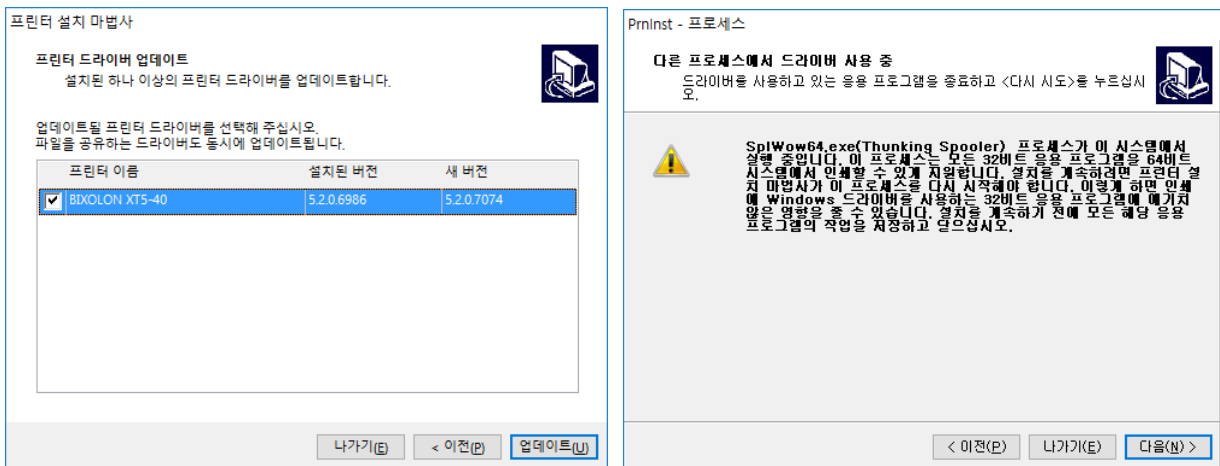 프린터 설치 마법사
프린터 드라이버 업데이트
설치된 하나 이상의 프린터 드라이버를 업데이트합니다.
업데이트될 프린터 드라이버를 선택해 주십시오.
파일을 공유하는 드라이버도 동시에 업데이트됩니다.
프린터 이름 설치된 버전 새 버전
BIXOLON XT5-40 5.2.0.6986 5.2.0.7074
나가기(E) < 이전(P) 업데이트(U)
PrnInst - 프로세스
다른 프로세스에서 드라이버 사용 중
드라이버를 사용하고 있는 응용 프로그램을 종료하고 <다시 시도>를 누르십시
오.
SplWow64.exe(Thunking Spooler) 프로세스가 이 시스템에서
실행 중입니다. 이 프로세스는 모든 32비트 응용 프로그램을 64비트
시스템에서 인쇄할 수 있게 지원합니다. 설치를 계속하려면 프린터 설
치 마법사가 이 프로세스를 다시 시작해야 합니다. 이렇게 하면 인쇄
에 Windows 드라이버를 사용하는 32비트 응용 프로그램에 예기치
않은 영향을 줄 수 있습니다. 설치를 계속하기 전에 모든 해당 응용
프로그램의 작업을 저장하고 닫으십시오.
< 이전(P) 나가기(E) 다음(N) >